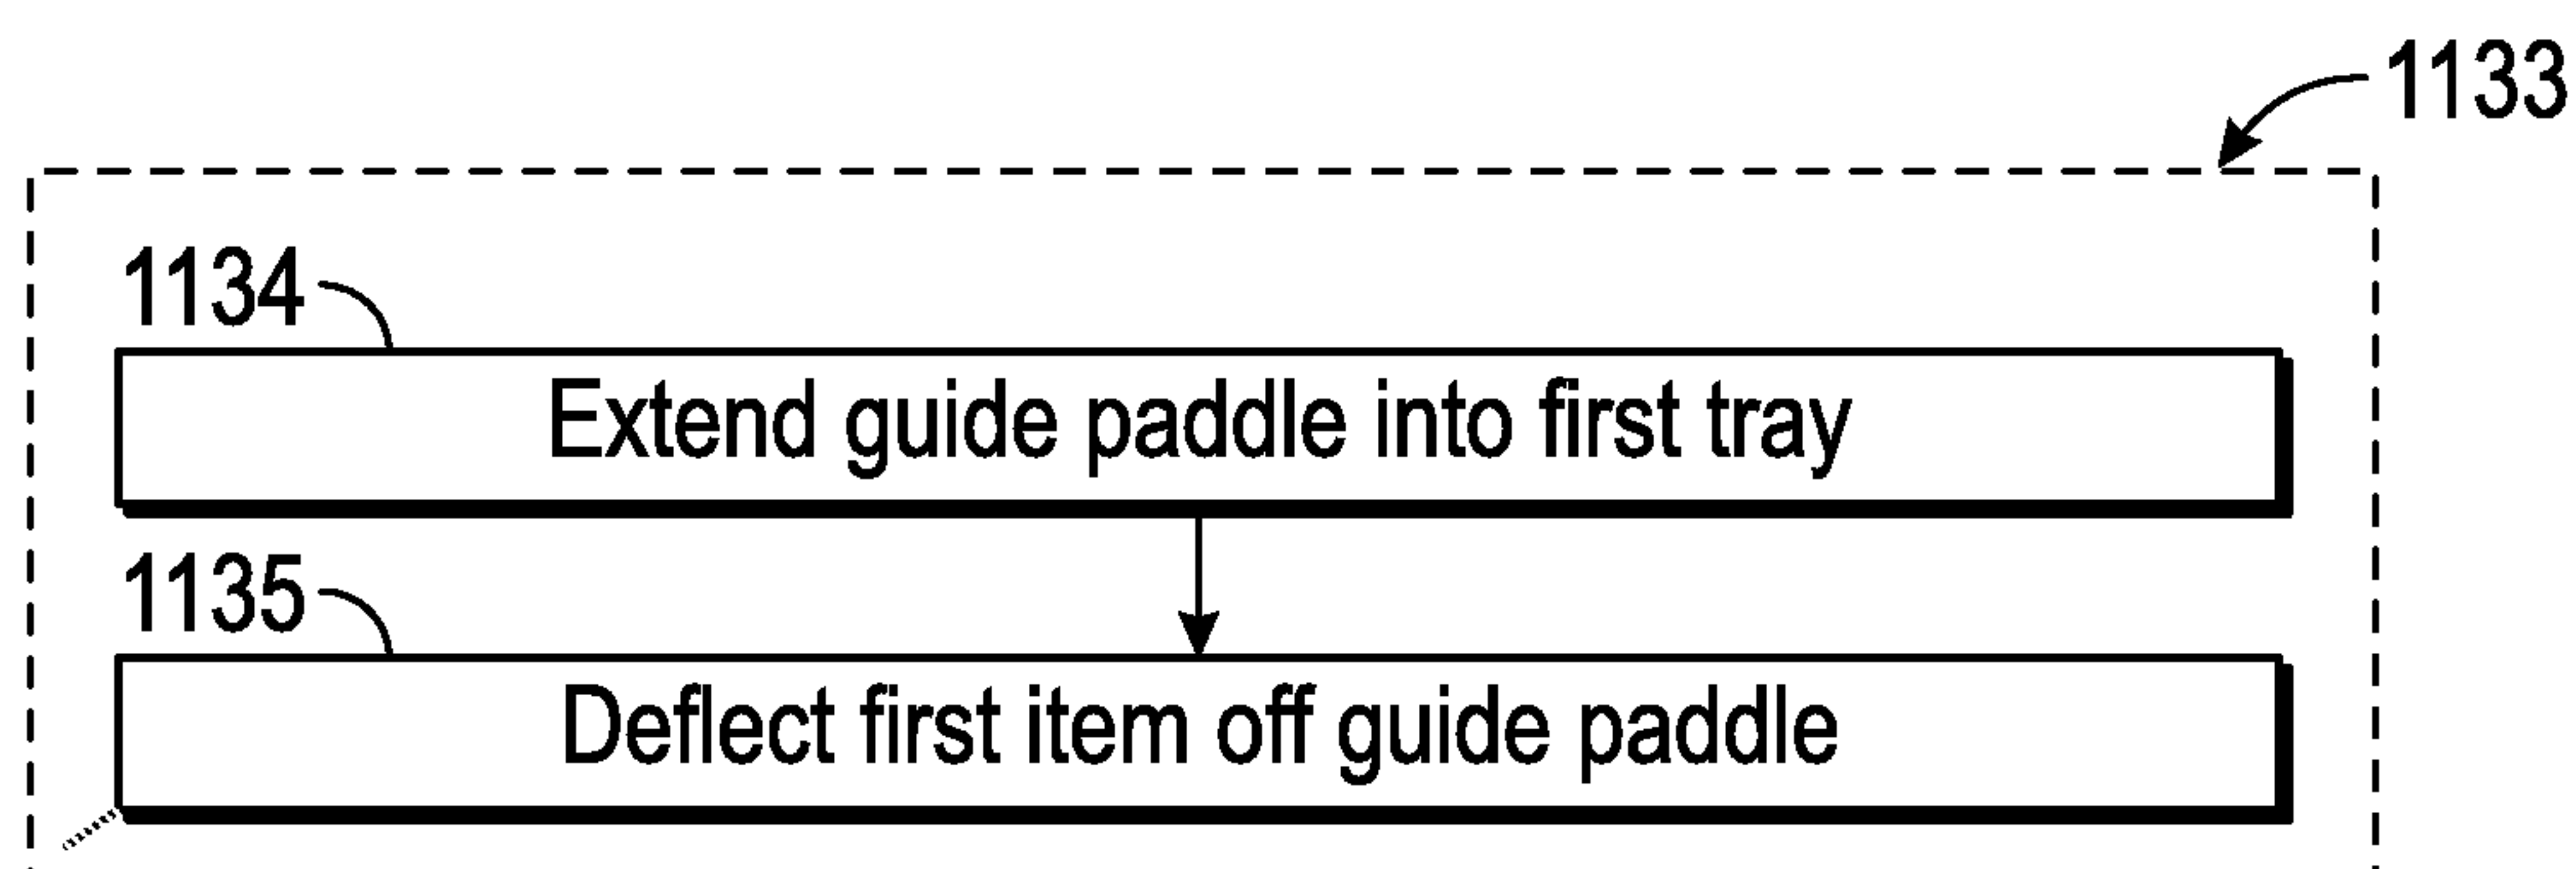 1133
1134
Extend guide paddle into first tray
1135
Deflect first item off guide paddle